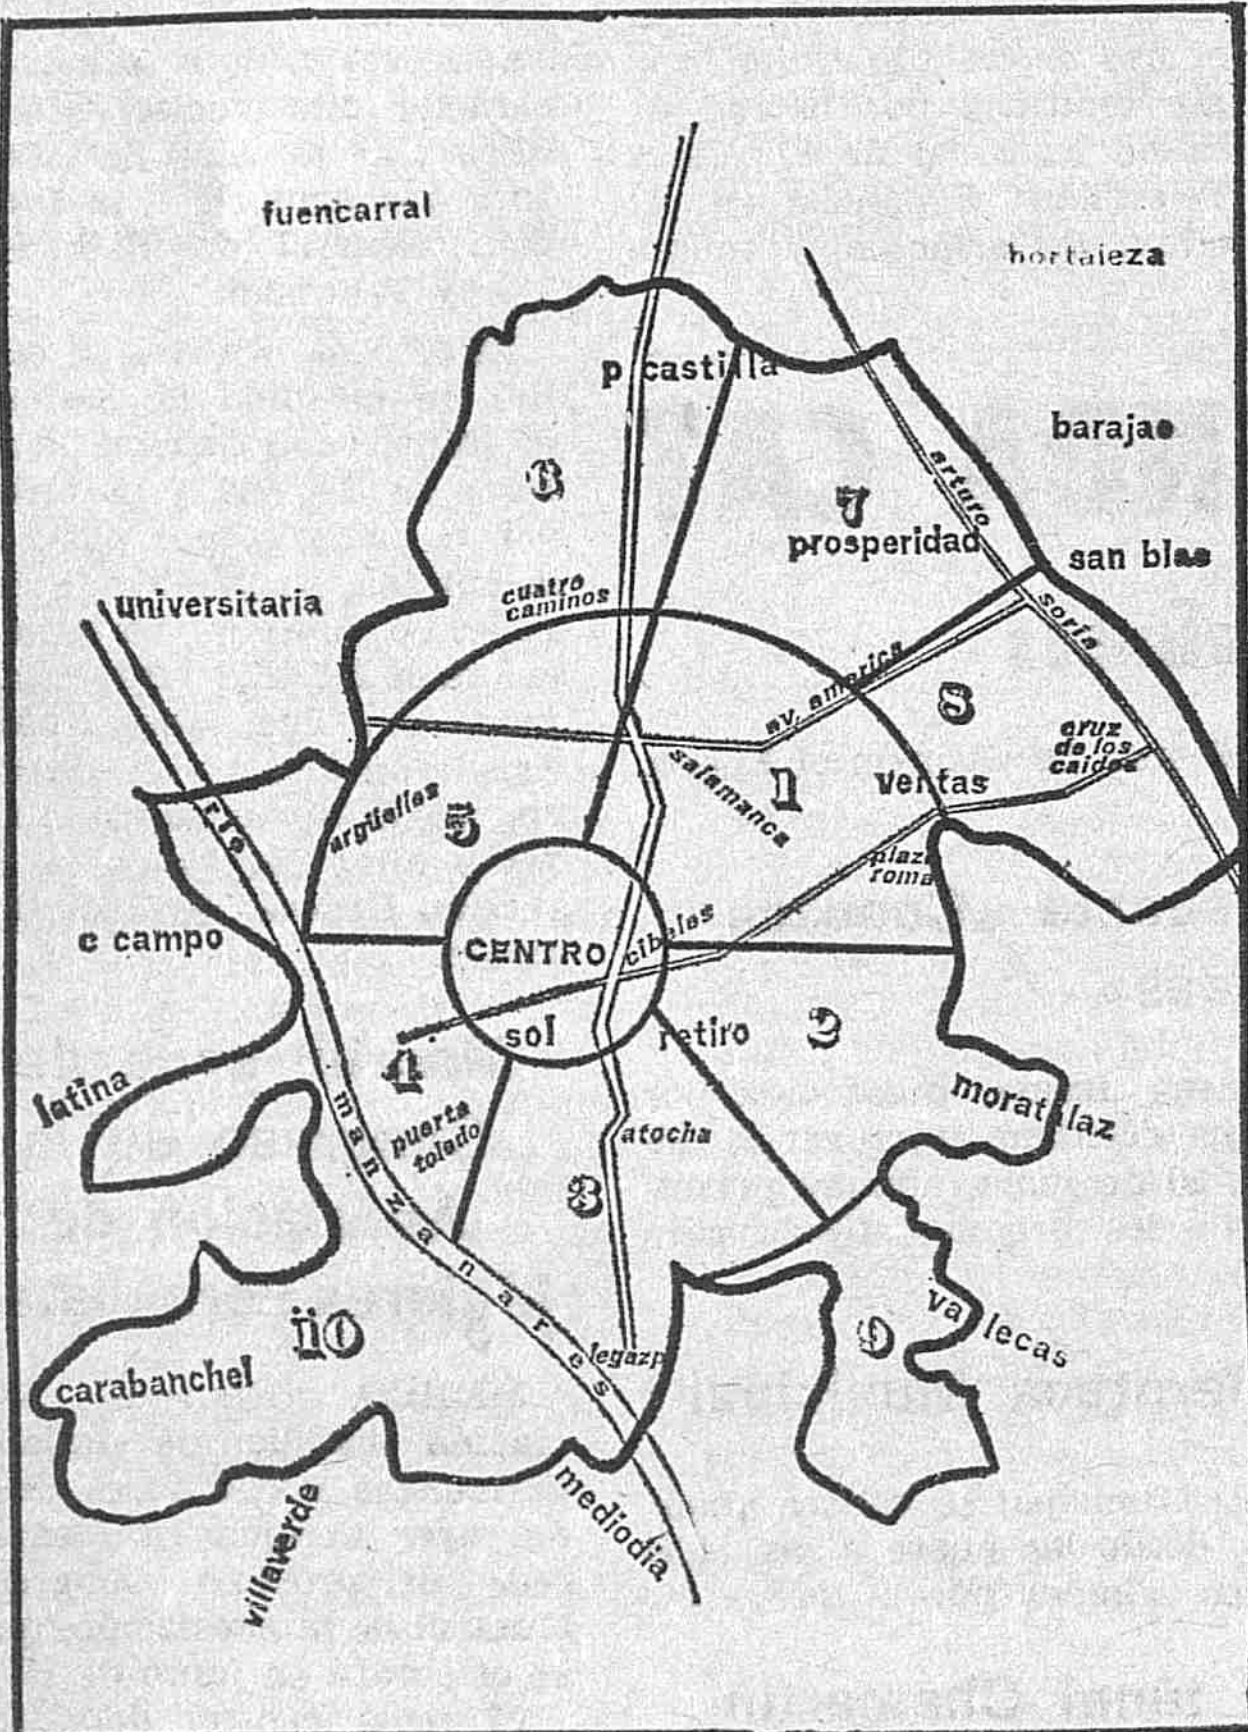 fuencarral
hortaleza
p castilla
barajas
6
7
arturo
prosperidad
san blas
cuatro
caminos
universitaria
soria
av. america
8
cruz
de los
caidos
salamanca
1
ventas
argüelles
5
rio
plaza
roma
c campo
CENTRO
cibeles
sol
retiro
2
4
latina
manzanares
moratalaz
puerta
toledo
atocha
3
vallecas
10
9
legazpi
carabanchel
villaverde
mediodia